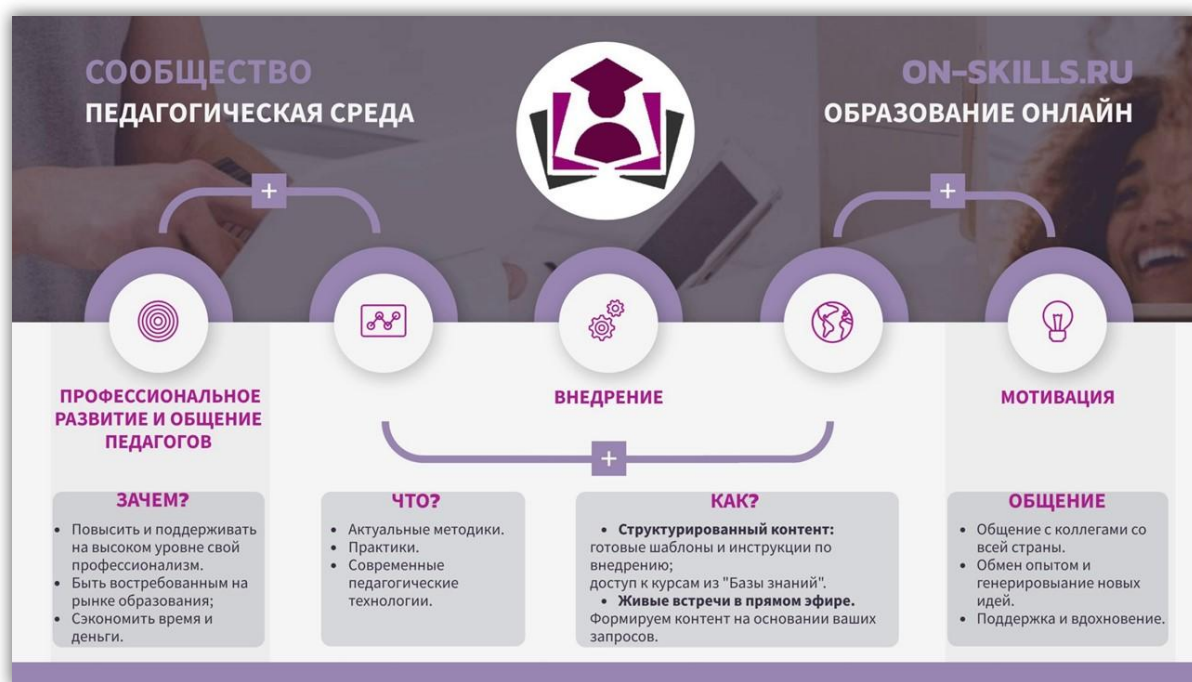 СООБЩЕСТВО
ПЕДАГОГИЧЕСКАЯ СРЕДА
ON-SKILLS.RU
ОБРАЗОВАНИЕ ОНЛАЙН
ПРОФЕССИОНАЛЬНОЕ
РАЗВИТИЕ И ОБЩЕНИЕ
ПЕДАГОГОВ
ВНЕДРЕНИЕ
МОТИВАЦИЯ
ЗАЧЕМ?
• Повысить и поддерживать
на высоком уровне свой
профессионализм.
• Быть востребованным на
рынке образования;
• Сэкономить время и
деньги.
ЧТО?
• Актуальные методики.
• Практики.
• Современные
педагогические
технологии.
КАК?
• Структурированный контент:
готовые шаблоны и инструкции по
внедрению;
доступ к курсам из "Базы знаний".
• Живые встречи в прямом эфире.
Формируем контент на основании ваших
запросов.
ОБЩЕНИЕ
• Общение с коллегами со
всей страны.
• Обмен опытом и
генерировыание новых
идей.
• Поддержка и вдохновение.